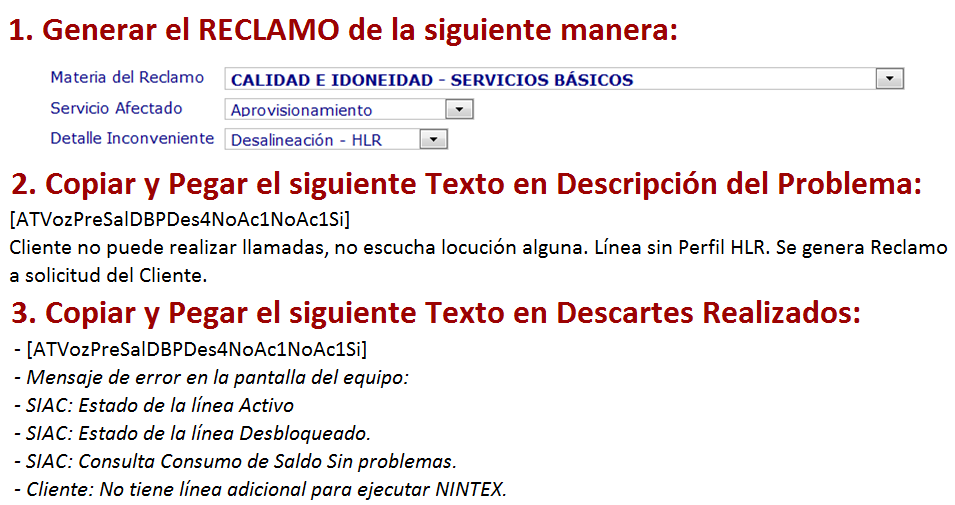 1. Generar el RECLAMO de la siguiente manera:
Materia del Reclamo CALIDAD E IDONEIDAD - SERVICIOS BÁSICOS
Servicio Afectado Aprovisionamiento
Detalle Inconveniente Desalineación - HLR
2. Copiar y Pegar el siguiente Texto en Descripción del Problema:
[ATVozPreSalDBPDes4NoAc1NoAc1Si]
Cliente no puede realizar llamadas, no escucha locución alguna. Línea sin Perfil HLR. Se genera Reclamo
a solicitud del Cliente.
3. Copiar y Pegar el siguiente Texto en Descartes Realizados:
- [ATVozPreSalDBPDes4NoAc1NoAc1Si]
- Mensaje de error en la pantalla del equipo:
- SIAC: Estado de la línea Activo
- SIAC: Estado de la línea Desbloqueado.
- SIAC: Consulta Consumo de Saldo Sin problemas.
- Cliente: No tiene línea adicional para ejecutar NINTEX.